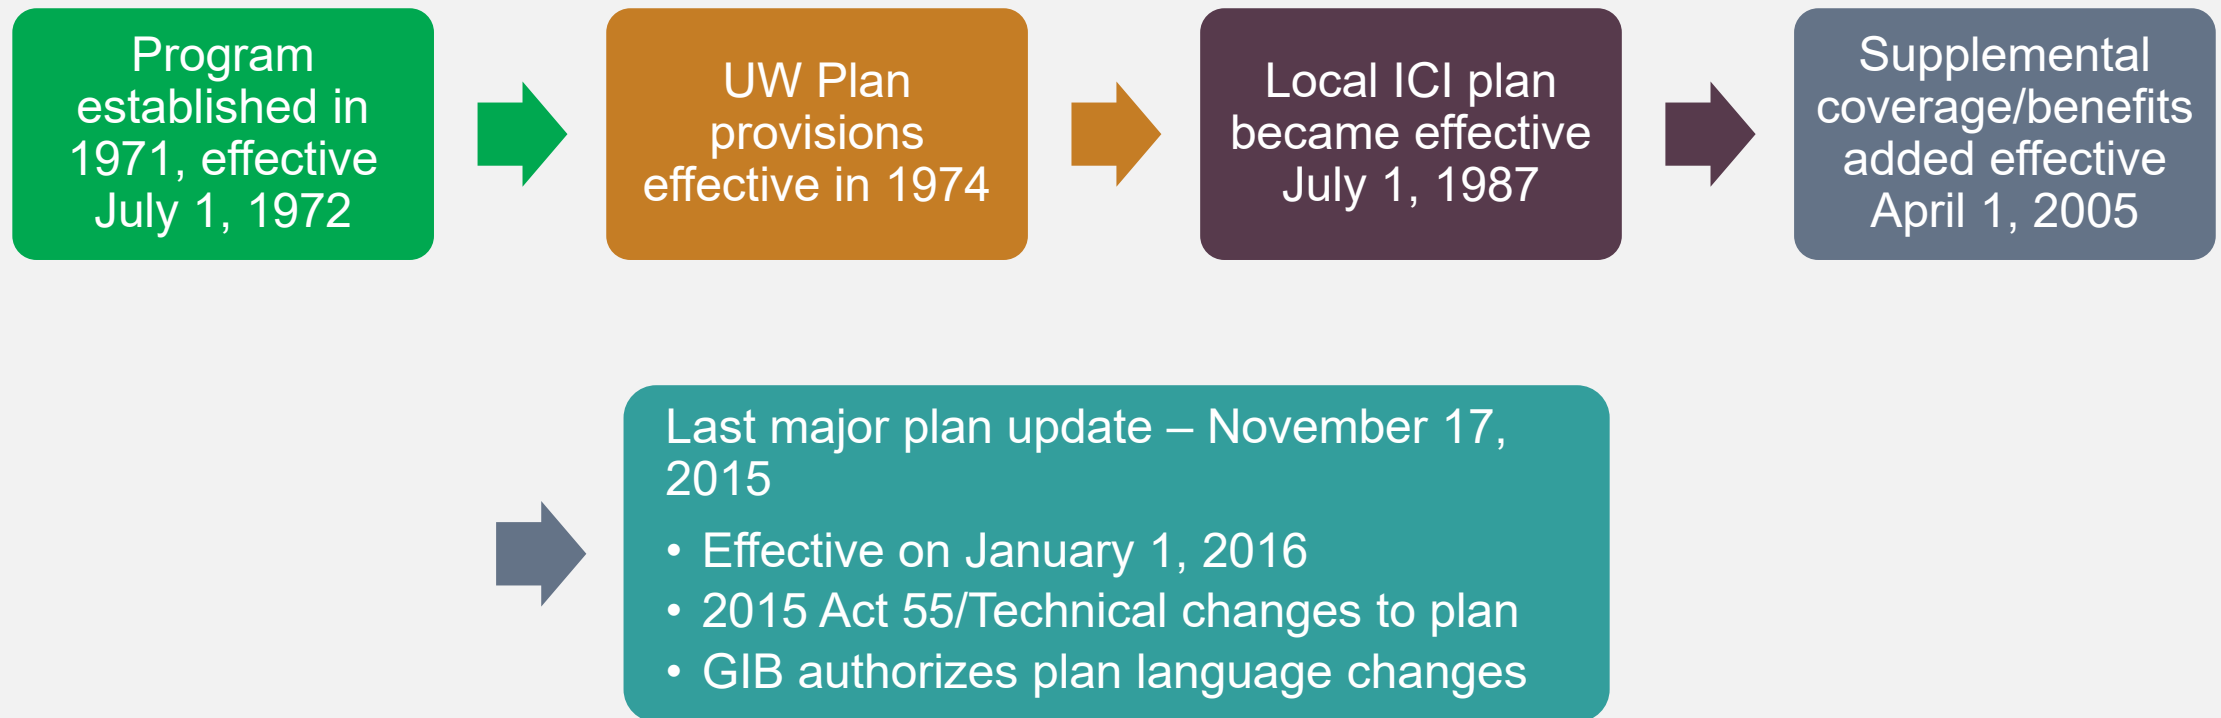 Program
established in
1971, effective
July 1, 1972
UW Plan
provisions
effective in 1974
Local ICI plan
became effective
July 1, 1987
Supplemental
coverage/benefits
added effective
April 1, 2005
Last major plan update – November 17,
2015
• Effective on January 1, 2016
• 2015 Act 55/Technical changes to plan
• GIB authorizes plan language changes